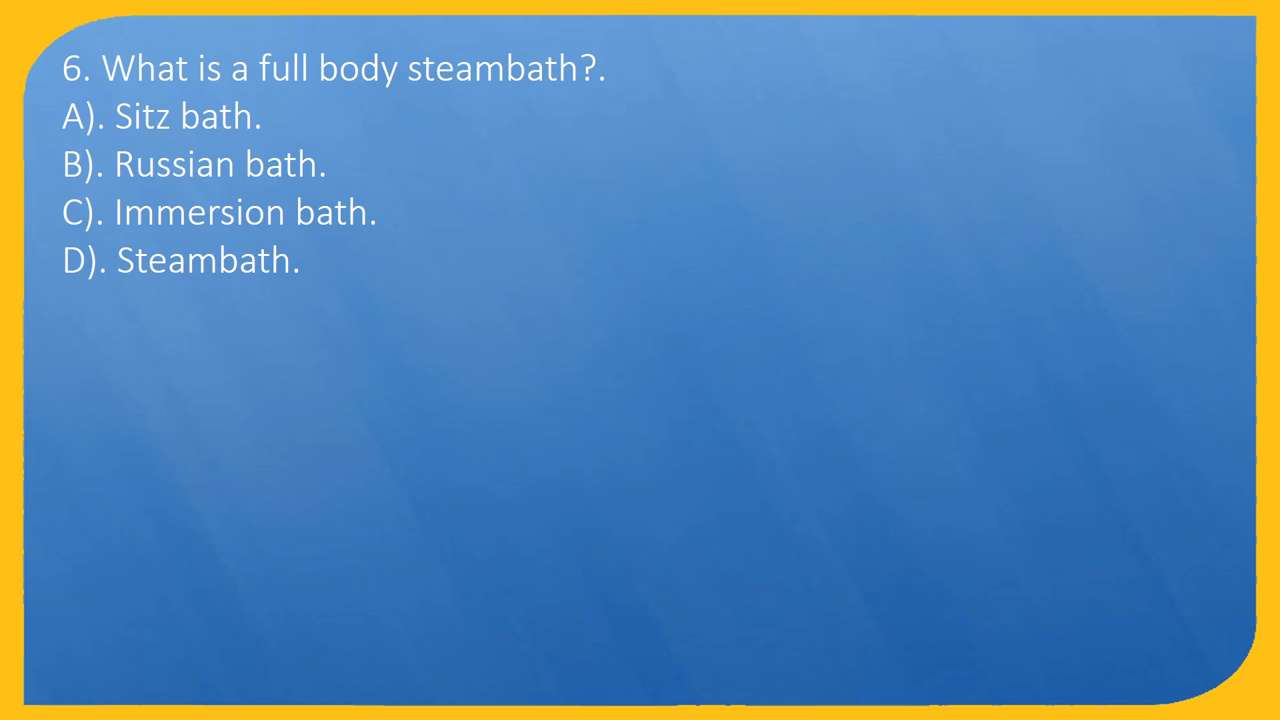 6. What is a full body steambath?.
A). Sitz bath.
B). Russian bath.
C). Immersion bath.
D). Steambath.